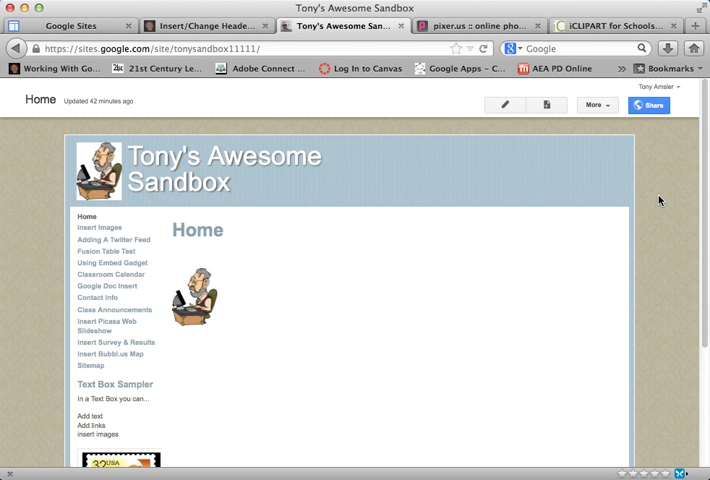 Tony's Awesome Sandbox
Google Sites
Insert/Change Heade...
Tony's Awesome San...
pixer.us :: online pho...
iCLIPART for Schools...
https://sites.google.com/site/tonysandbox11111/
Google
Working With Go...
21st Century Le...
Adobe Connect ...
Log In to Canvas
Google Apps – C...
AEA PD Online
Bookmarks
Tony Amsler
Home Updated 42 minutes ago
More
Share
Tony's Awesome
Sandbox
Home
Insert Images
Adding A Twitter Feed
Fusion Table Test
Using Embed Gadget
Classroom Calendar
Google Doc Insert
Contact Info
Class Announcements
Insert Picasa Web
Slideshow
Insert Survey & Results
Insert Bubbl.us Map
Sitemap
Home
Text Box Sampler
In a Text Box you can...
Add text
Add links
insert images
32 USA